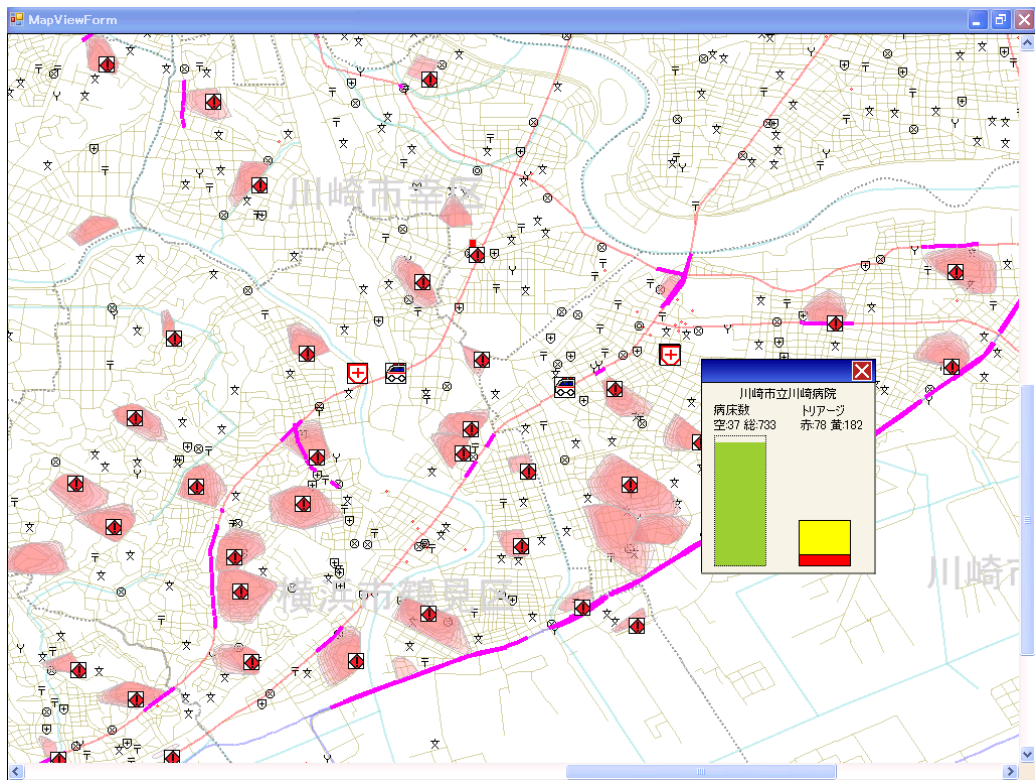 MapViewForm
川崎市幸区
川崎市立川崎病院
病床数 トリアージ
空:37 総:733 赤:78 黄:182
川崎市
横浜市鶴見区